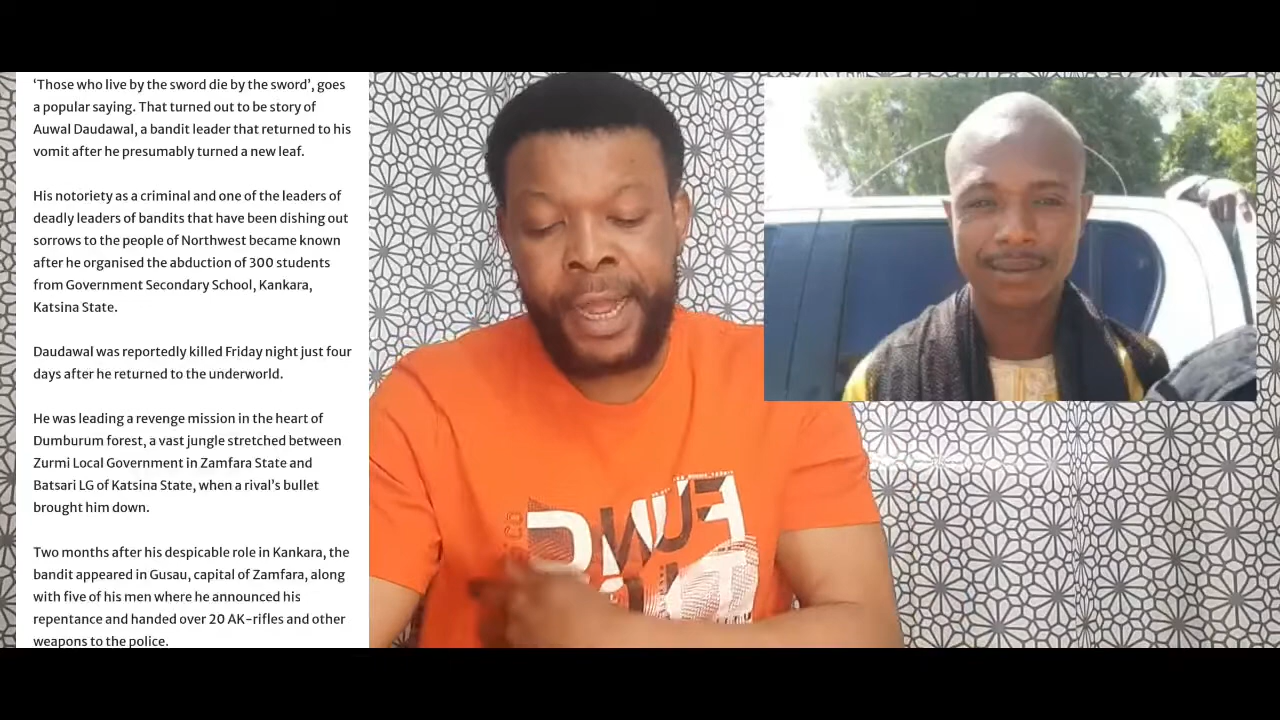 ‘Those who live by the sword die by the sword’, goes
a popular saying. That turned out to be story of
Auwal Daudawal, a bandit leader that returned to his
vomit after he presumably turned a new leaf.
His notoriety as a criminal and one of the leaders of
deadly leaders of bandits that have been dishing out
sorrows to the people of Northwest became known
after he organised the abduction of 300 students
from Government Secondary School, Kankara,
Katsina State.
Daudawal was reportedly killed Friday night just four
days after he returned to the underworld.
He was leading a revenge mission in the heart of
Dumburum forest, a vast jungle stretched between
Zurmi Local Government in Zamfara State and
Batsari LG of Katsina State, when a rival’s bullet
brought him down.
Two months after his despicable role in Kankara, the
bandit appeared in Gusau, capital of Zamfara, along
with five of his men where he announced his
repentance and handed over 20 AK-rifles and other
weapons to the police.